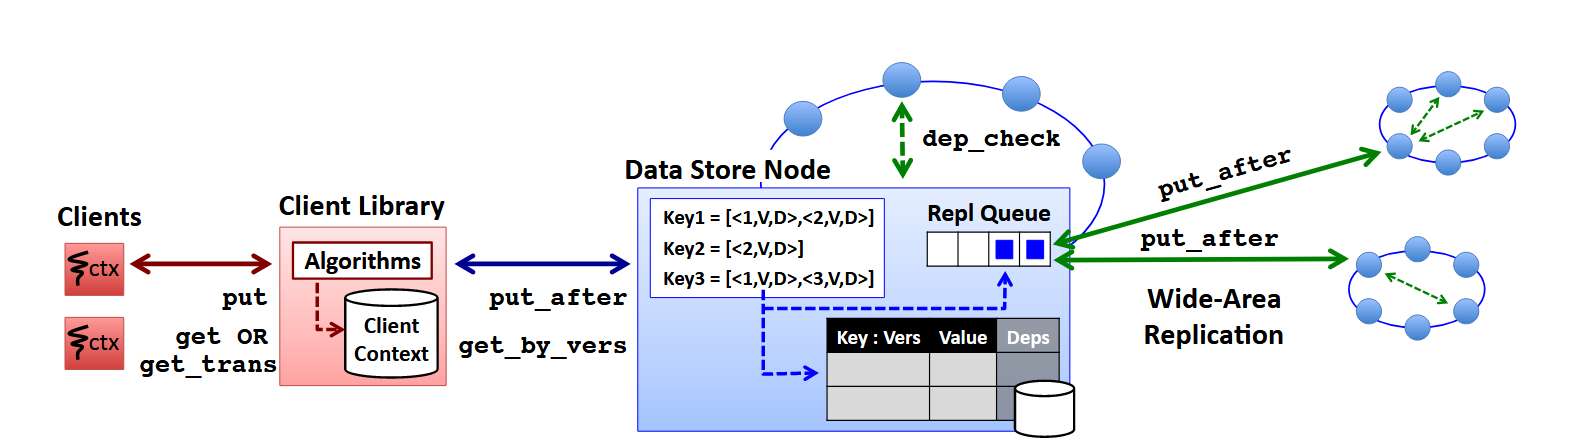 Clients
ctx
ctx
put
get OR
get_trans
Client Library
Algorithms
Client
Context
put_after
get_by_vers
Data Store Node
dep_check
Key1 = [<1,V,D>,<2,V,D>]
Key2 = [<2,V,D>]
Key3 = [<1,V,D>,<3,V,D>]
Repl Queue
Key : Vers Value Deps
put_after
put_after
Wide-Area
Replication